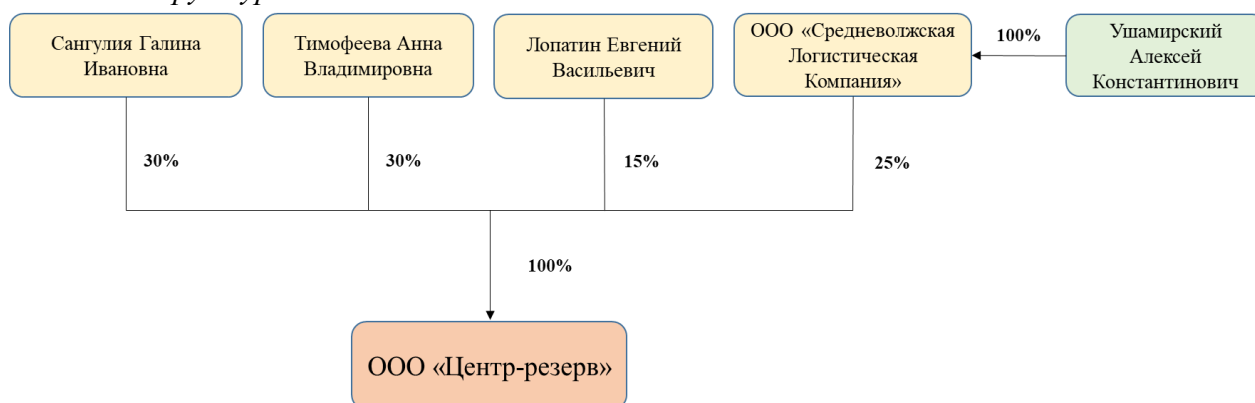 Сангулия Галина
Ивановна
Тимофеева Анна
Владимировна
Лопатин Евгений
Васильевич
ООО «Средневолжская
Логистическая
Компания»
100%
Ушамирский
Алексей
Константинович
30%
30%
15%
25%
100%
ООО «Центр-резерв»